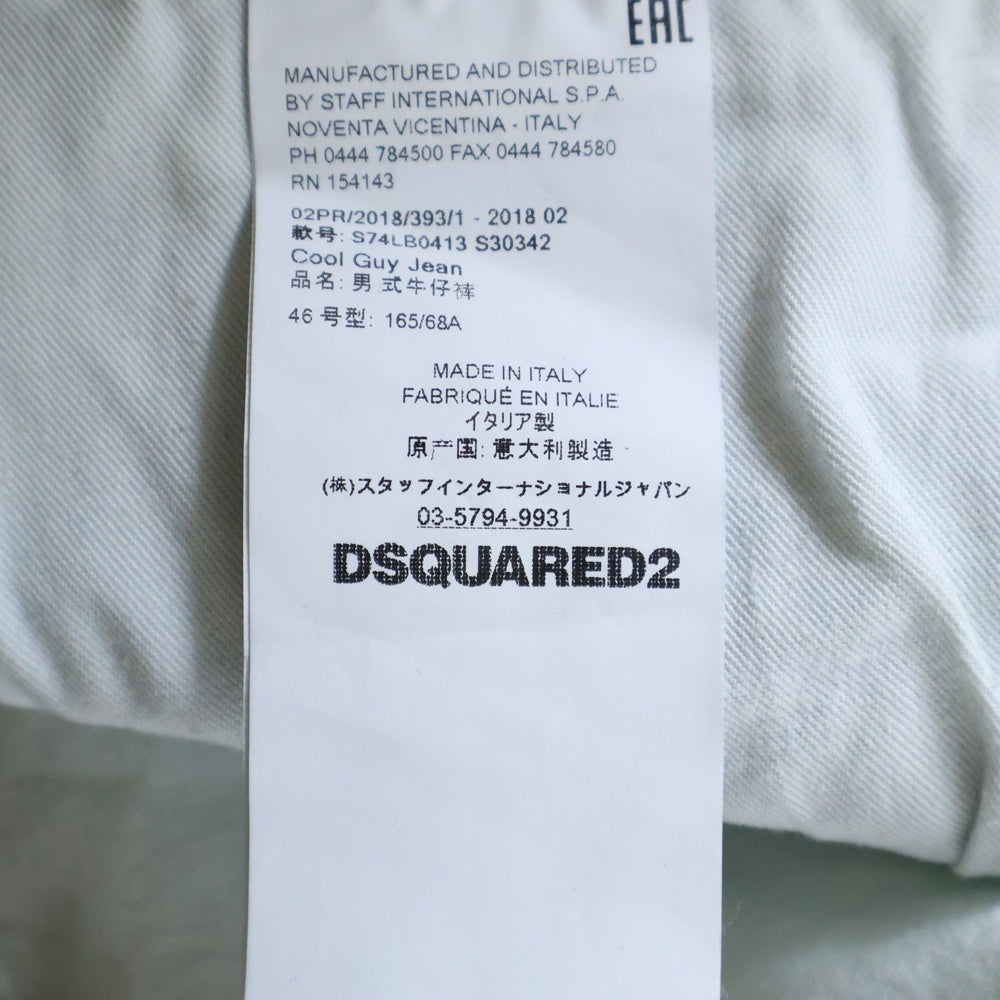 EAC
MANUFACTURED AND DISTRIBUTED
BY STAFF INTERNATIONAL S.P.A.
NOVENTA VICENTINA - ITALY
PH 0444 784500 FAX 0444 784580
RN 154143
02PR/2018/393/1 - 2018 02
款号: S74LB0413 S30342
Cool Guy Jean
品名: 男式牛仔裤
46 号型: 165/68A
MADE IN ITALY
FABRIQUÉ EN ITALIE
イタリア製
原产国: 意大利製造
(株)スタッフインターナショナルジャパン
03-5794-9931
DSQUARED2